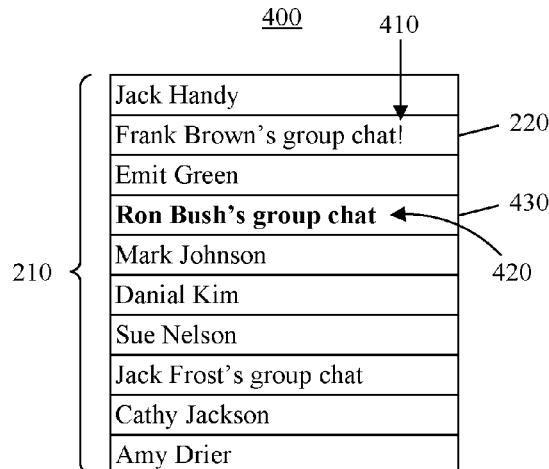 400
410
Jack Handy
Frank Brown's group chat!
220
Emit Green
Ron Bush's group chat
430
Mark Johnson
210
420
Danial Kim
Sue Nelson
Jack Frost's group chat
Cathy Jackson
Amy Drier